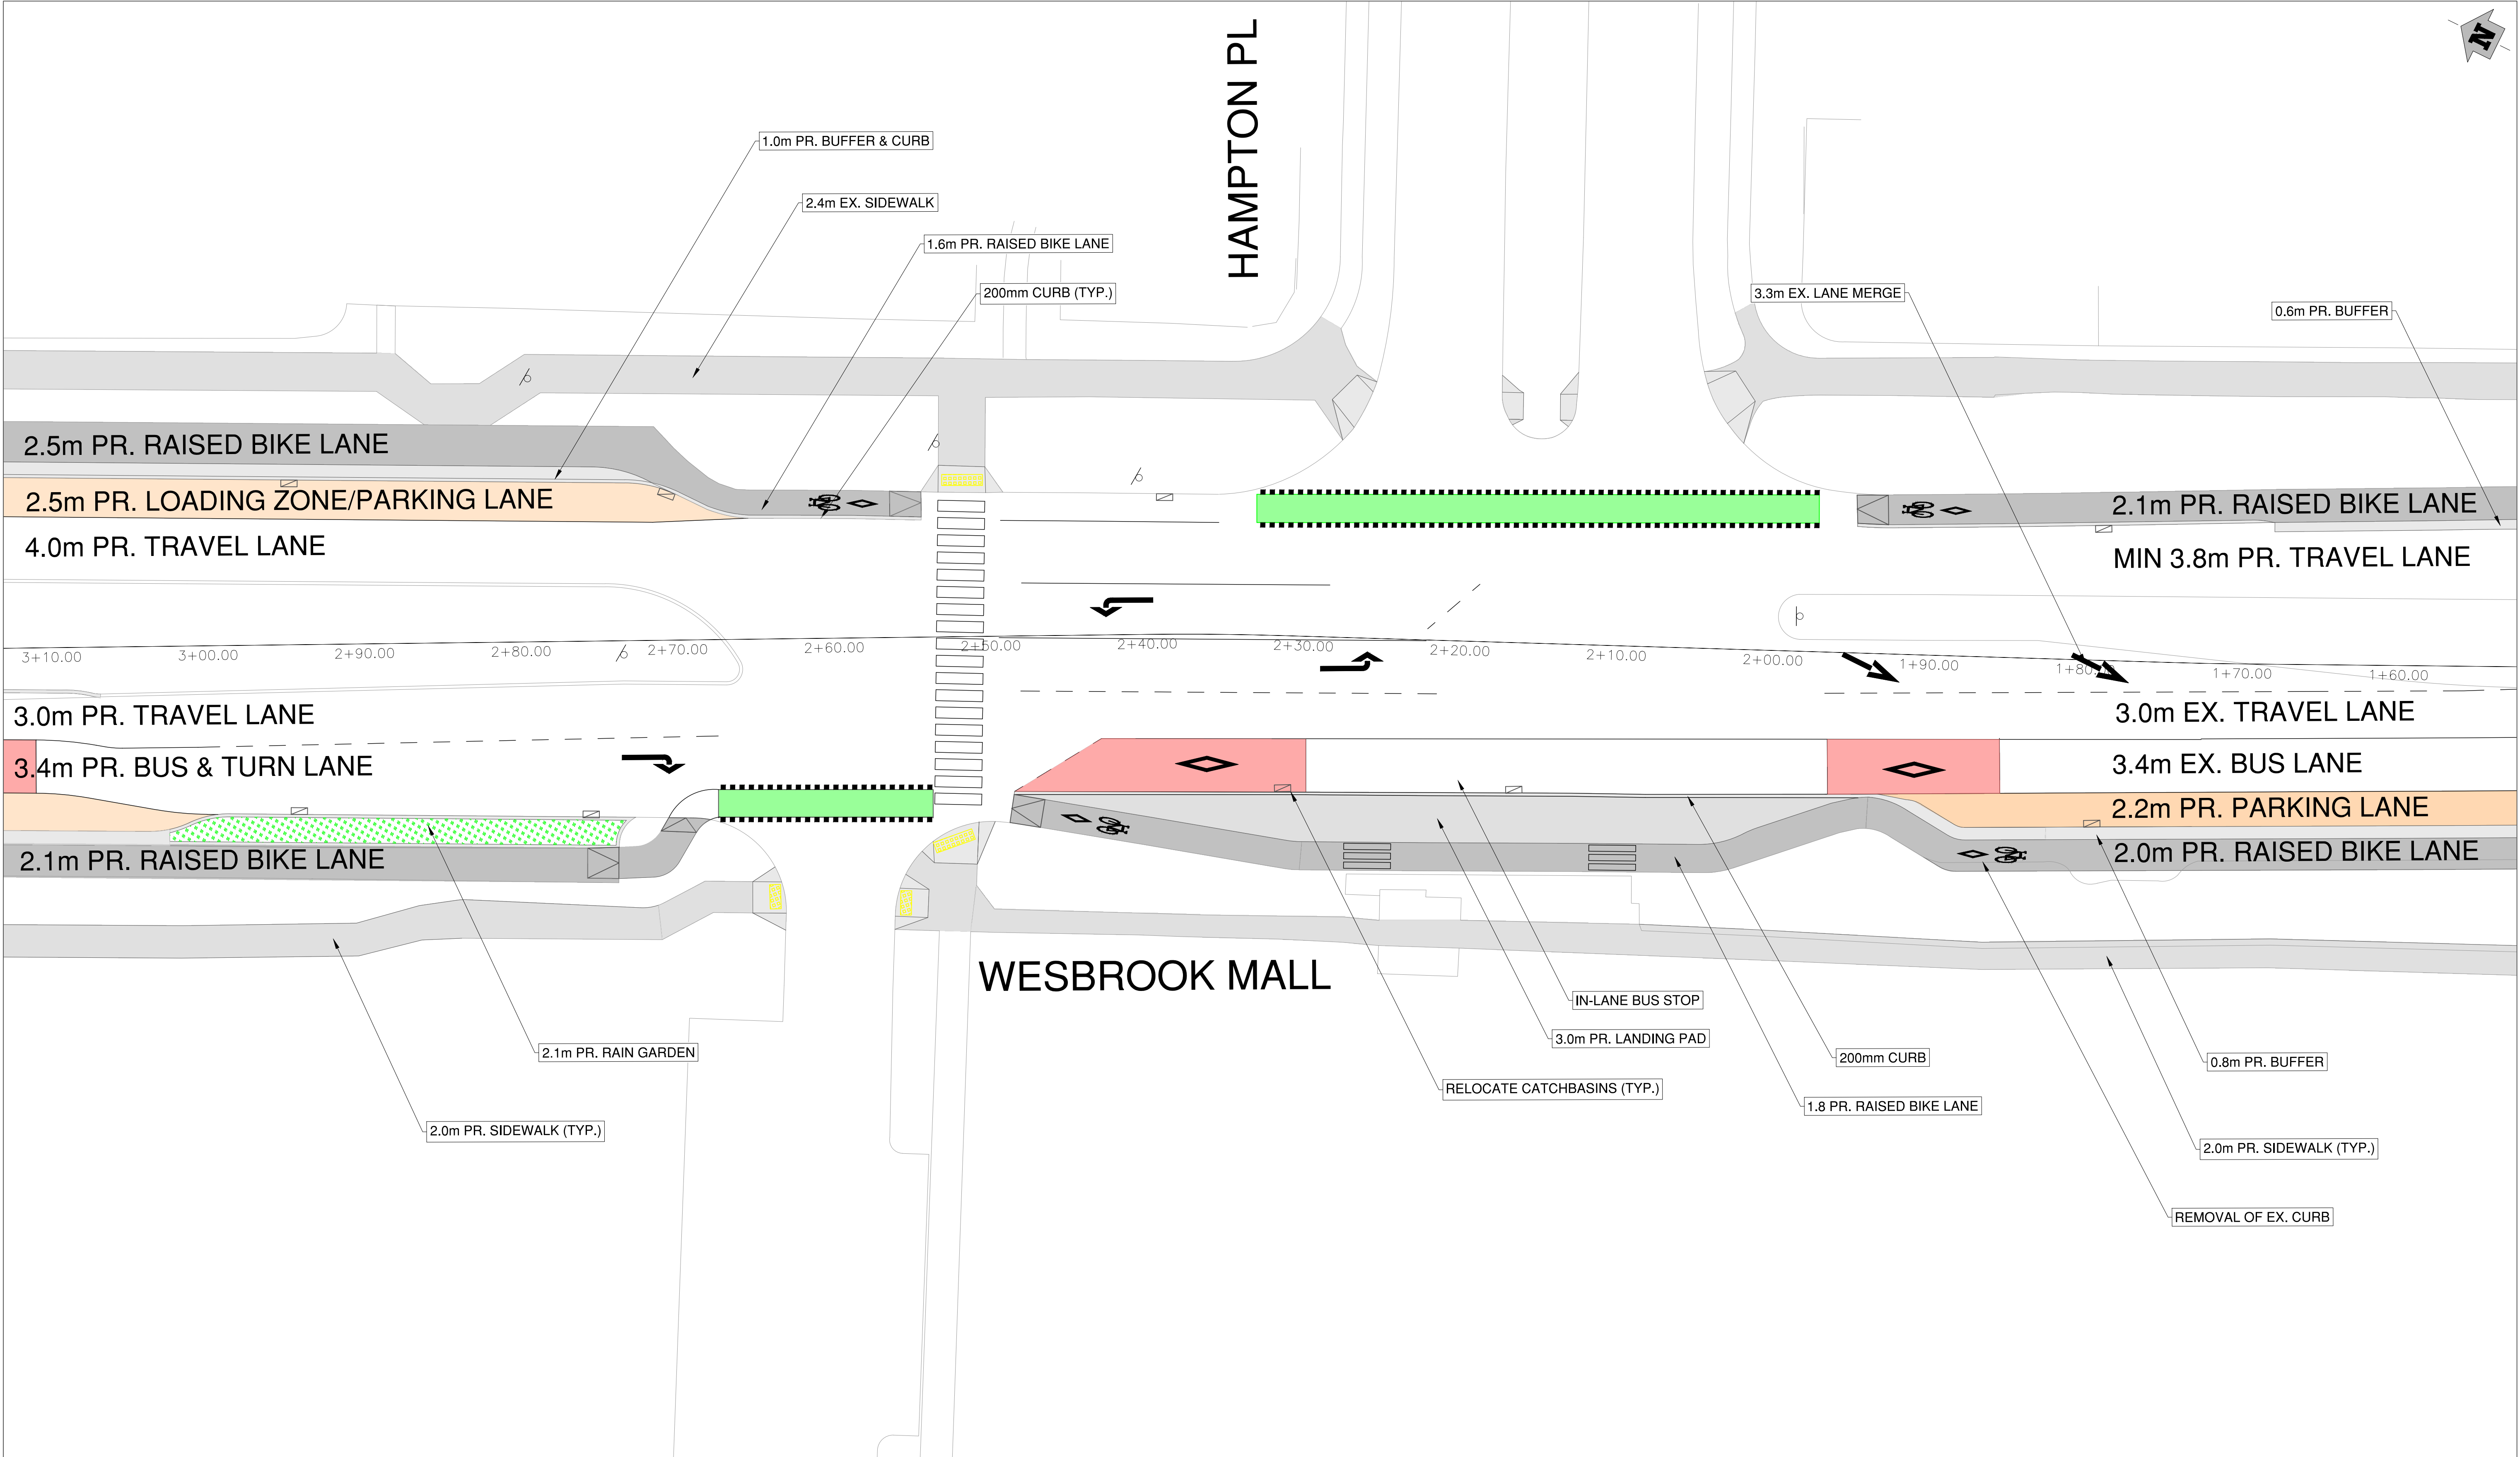 N
HAMPTON PL
1.0m PR. BUFFER & CURB
2.4m EX. SIDEWALK
1.6m PR. RAISED BIKE LANE
200mm CURB (TYP.)
3.3m EX. LANE MERGE
0.6m PR. BUFFER
2.5m PR. RAISED BIKE LANE
2.5m PR. LOADING ZONE/PARKING LANE
2.1m PR. RAISED BIKE LANE
4.0m PR. TRAVEL LANE
MIN 3.8m PR. TRAVEL LANE
3+10.00 3+00.00 2+90.00 2+80.00 2+70.00 2+60.00 2+50.00 2+40.00 2+30.00 2+20.00 2+10.00 2+00.00 1+90.00 1+80 1+70.00 1+60.00
3.0m PR. TRAVEL LANE
3.0m EX. TRAVEL LANE
3.4m PR. BUS & TURN LANE
3.4m EX. BUS LANE
2.2m PR. PARKING LANE
2.1m PR. RAISED BIKE LANE
2.0m PR. RAISED BIKE LANE
WESBROOK MALL
IN-LANE BUS STOP
3.0m PR. LANDING PAD
2.1m PR. RAIN GARDEN
200mm CURB
0.8m PR. BUFFER
RELOCATE CATCHBASINS (TYP.)
1.8 PR. RAISED BIKE LANE
2.0m PR. SIDEWALK (TYP.)
2.0m PR. SIDEWALK (TYP.)
REMOVAL OF EX. CURB